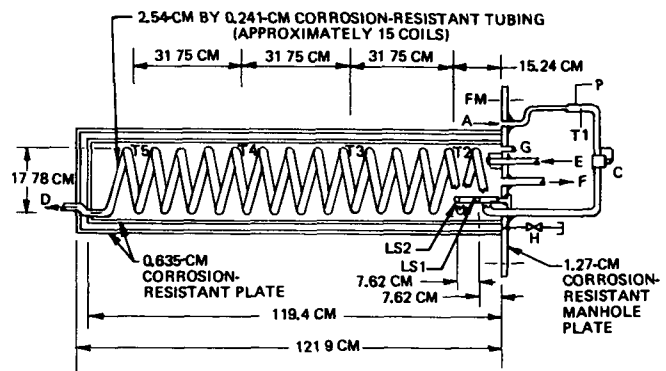 2.54-CM BY 0.241-CM CORROSION-RESISTANT TUBING
(APPROXIMATELY 15 COILS)
31 75 CM
31 75 CM
31 75 CM
15.24 CM
FM
P
A
T1
T5
T4
T3
T2
G
E
C
17 78 CM
F
D
H
LS2
LS1
0.635-CM
CORROSION-
RESISTANT PLATE
7.62 CM
7.62 CM
1.27-CM
CORROSION-
RESISTANT
MANHOLE
PLATE
119.4 CM
121 9 CM